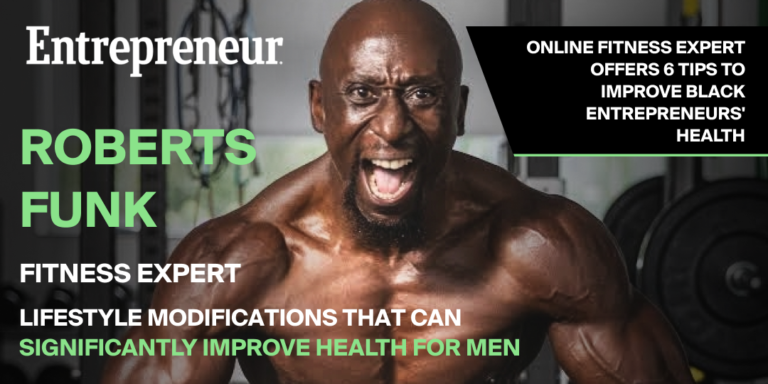 Entrepreneur
ONLINE FITNESS EXPERT
OFFERS 6 TIPS TO
IMPROVE BLACK
ENTREPRENEURS'
HEALTH
ROBERTS
FUNK
FITNESS EXPERT
LIFESTYLE MODIFICATIONS THAT CAN
SIGNIFICANTLY IMPROVE HEALTH FOR MEN